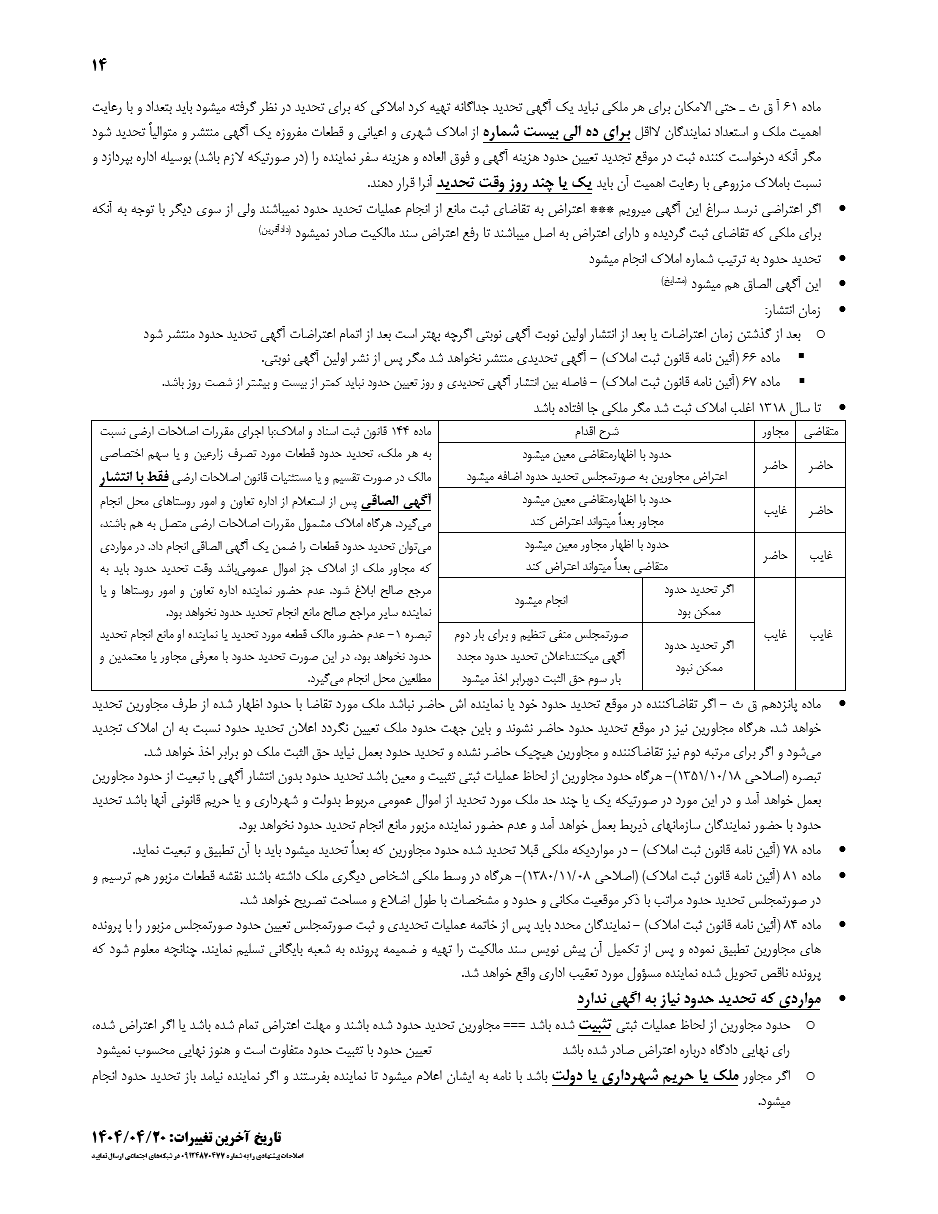 ۱۴
ماده ۶۱ آ ق ث ـ حتی الامکان برای هر ملکی نباید یک آگهی تحدید جداگانه تهیه کرد املاکی که برای تحدید در نظر گرفته میشود باید بتعداد و با رعایت
اهمیت ملک و استعداد نمایندگان لااقل برای ده الی بیست شماره از املاک شهری و اعیانی و قطعات مفروزه یک آگهی منتشر و متوالیاً تحدید شود
مگر آنکه درخواست کننده ثبت در موقع تجدید تعیین حدود هزینه آگهی و فوق العاده و هزینه سفر نماینده را (در صورتیکه لازم باشد) بوسیله اداره بپردازد و
نسبت باملاک مزروعی با رعایت اهمیت آن باید یک یا چند روز وقت تحدید آنرا قرار دهند.
• اگر اعتراضی نرسد سراغ این آگهی میرویم *** اعتراض به تقاضای ثبت مانع از انجام عملیات تحدید حدود نمیباشند ولی از سوی دیگر با توجه به آنکه
برای ملکی که تقاضای ثبت گردیده و دارای اعتراض به اصل میباشند تا رفع اعتراض سند مالکیت صادر نمیشود (دادآفرین)
• تحدید حدود به ترتیب شماره املاک انجام میشود
• این آگهی الصاق هم میشود (مشایخ)
• زمان انتشار:
○ بعد از گذشتن زمان اعتراضات یا بعد از انتشار اولین نوبت آگهی نوبتی اگرچه بهتر است بعد از اتمام اعتراضات آگهی تحدید حدود منتشر شود
▪ ماده ۶۶ (آئین نامه قانون ثبت املاک) – آگهی تحدیدی منتشر نخواهد شد مگر پس از نشر اولین آگهی نوبتی.
▪ ماده ۶۷ (آئین نامه قانون ثبت املاک) – فاصله بین انتشار آگهی تحدیدی و روز تعیین حدود نباید کمتر از بیست و بیشتر از شصت روز باشد.
• تا سال ۱۳۱۸ اغلب املاک ثبت شد مگر ملکی جا افتاده باشد
متقاضی مجاور شرح اقدام
حاضر حاضر حدود با اظهارمتقاضی معین میشود
اعتراض مجاورین به صورتمجلس تحدید حدود اضافه میشود
حاضر غایب حدود با اظهارمتقاضی معین میشود
مجاور بعداً میتواند اعتراض کند
غایب حاضر حدود با اظهار مجاور معین میشود
متقاضی بعداً میتواند اعتراض کند
غایب غایب اگر تحدید حدود
ممکن بود
انجام میشود
اگر تحدید حدود
ممکن نبود
صورتمجلس منفی تنظیم و برای بار دوم
آگهی میکنند:اعلان تحدید حدود مجدد
بار سوم حق الثبت دوبرابر اخذ میشود
ماده ۱۴۴ قانون ثبت اسناد و املاک:با اجرای مقررات اصلاحات ارضی نسبت
به هر ملک، تحدید حدود قطعات مورد تصرف زارعین و یا سهم اختصاصی
مالک در صورت تقسیم و یا مستثنیات قانون اصلاحات ارضی فقط با انتشار
آگهی الصاقی پس از استعلام از اداره تعاون و امور روستاهای محل انجام
می‌گیرد. هرگاه املاک مشمول مقررات اصلاحات ارضی متصل به هم باشند،
می‌توان تحدید حدود قطعات را ضمن یک آگهی الصاقی انجام داد. در مواردی
که مجاور ملک از املاک جز اموال عمومی‌باشد وقت تحدید حدود باید به
مرجع صالح ابلاغ شود. عدم حضور نماینده اداره تعاون و امور روستاها و یا
نماینده سایر مراجع صالح مانع انجام تحدید حدود نخواهد بود.
تبصره ۱– عدم حضور مالک قطعه مورد تحدید یا نماینده او مانع انجام تحدید
حدود نخواهد بود، در این صورت تحدید حدود با معرفی مجاور یا معتمدین و
مطلعین محل انجام می‌گیرد.
• ماده پانزدهم ق ث – اگر تقاضاکننده در موقع تحدید حدود خود یا نماینده اش حاضر نباشد ملک مورد تقاضا با حدود اظهار شده از طرف مجاورین تحدید
خواهد شد. هرگاه مجاورین نیز در موقع تحدید حدود حاضر نشوند و باین جهت حدود ملک تعیین نگردد اعلان تحدید حدود نسبت به ان املاک تجدید
می‌شود و اگر برای مرتبه دوم نیز تقاضاکننده و مجاورین هیچیک حاضر نشده و تحدید حدود بعمل نیاید حق الثبت ملک دو برابر اخذ خواهد شد.
تبصره (اصلاحی ۱۳۵۱/۱۰/۱۸)– هرگاه حدود مجاورین از لحاظ عملیات ثبتی تثبیت و معین باشد تحدید حدود بدون انتشار آگهی با تبعیت از حدود مجاورین
بعمل خواهد آمد و در این مورد در صورتیکه یک یا چند حد ملک مورد تحدید از اموال عمومی مربوط بدولت و شهرداری و یا حریم قانونی آنها باشد تحدید
حدود با حضور نمایندگان سازمانهای ذیربط بعمل خواهد آمد و عدم حضور نماینده مزبور مانع انجام تحدید حدود نخواهد بود.
• ماده ۷۸ (آئین نامه قانون ثبت املاک) – در مواردیکه ملکی قبلا تحدید شده حدود مجاورین که بعداً تحدید میشود باید با آن تطبیق و تبعیت نماید.
• ماده ۸۱ (آئین نامه قانون ثبت املاک) (اصلاحی ۱۳۸۰/۱۱/۰۸)– هرگاه در وسط ملکی اشخاص دیگری ملک داشته باشند نقشه قطعات مزبور هم ترسیم و
در صورتمجلس تحدید حدود مراتب با ذکر موقعیت مکانی و حدود و مشخصات با طول اضلاع و مساحت تصریح خواهد شد.
• ماده ۸۴ (آئین نامه قانون ثبت املاک) – نمایندگان محدد باید پس از خاتمه عملیات تحدیدی و ثبت صورتمجلس تعیین حدود صورتمجلس مزبور را با پرونده
های مجاورین تطبیق نموده و پس از تکمیل آن پیش نویس سند مالکیت را تهیه و ضمیمه پرونده به شعبه بایگانی تسلیم نمایند. چنانچه معلوم شود که
پرونده ناقص تحویل شده نماینده مسؤول مورد تعقیب اداری واقع خواهد شد.
• مواردی که تحدید حدود نیاز به اگهی ندارد
○ حدود مجاورین از لحاظ عملیات ثبتی تثبیت شده باشد === مجاورین تحدید حدود شده باشند و مهلت اعتراض تمام شده باشد یا اگر اعتراض شده،
رای نهایی دادگاه درباره اعتراض صادر شده باشد تعیین حدود با تثبیت حدود متفاوت است و هنوز نهایی محسوب نمیشود
○ اگر مجاور ملک یا حریم شهرداری یا دولت باشد با نامه به ایشان اعلام میشود تا نماینده بفرستند و اگر نماینده نیامد باز تحدید حدود انجام
میشود.
تاریخ آخرین تغییرات: ۱۴۰۴/۰۴/۲۰
اصلاحات پیشنهادی را به شماره ۰۹۱۲۴۸۷۰۴۷۷ در شبکه‌های اجتماعی ارسال نمایید